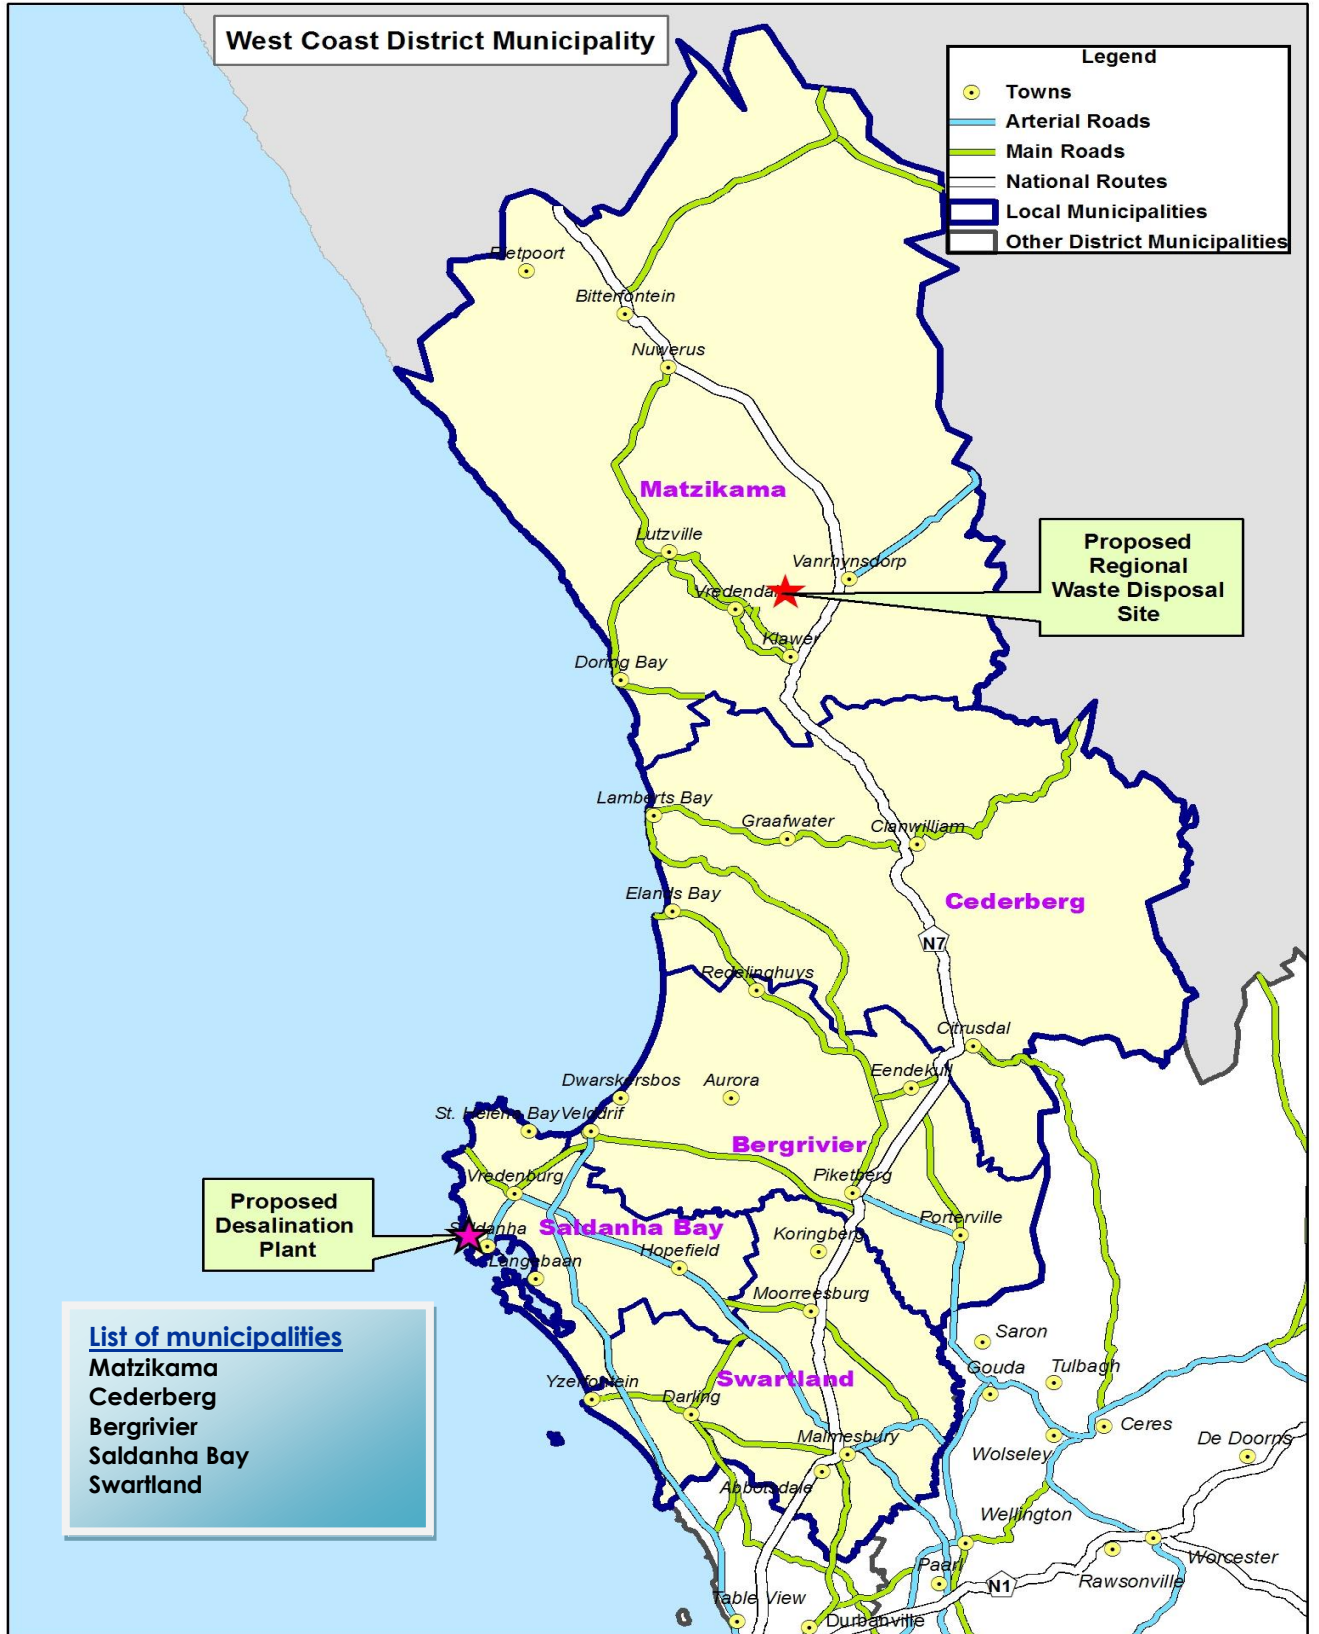 West Coast District Municipality
Legend
Towns
Arterial Roads
Main Roads
National Routes
Local Municipalities
Other District Municipalities
Rietpoort
Bitterfontein
Nuwerus
Matzikama
Lutzville
Vanrhynsdorp
Vredendal
Klawer
Doring Bay
Proposed
Regional
Waste Disposal
Site
Lamberts Bay
Graafwater
Clanwilliam
Elands Bay
Cederberg
N7
Redelinghuys
Citrusdal
Eendekuil
Dwarskersbos
Aurora
St. Helena Bay
Velddrif
Bergrivier
Vredenburg
Piketberg
Proposed
Desalination
Plant
Saldanha
Saldanha Bay
Koringberg
Porterville
Hopefield
Langebaan
Moorreesburg
List of municipalities
Matzikama
Cederberg
Bergrivier
Saldanha Bay
Swartland
Saron
Gouda
Tulbagh
Yzerfontein
Swartland
Darling
Ceres
Malmesbury
Wolseley
De Doorns
Abbotsdale
Wellington
Paarl
Worcester
Rawsonville
N1
Table View
Durbanville